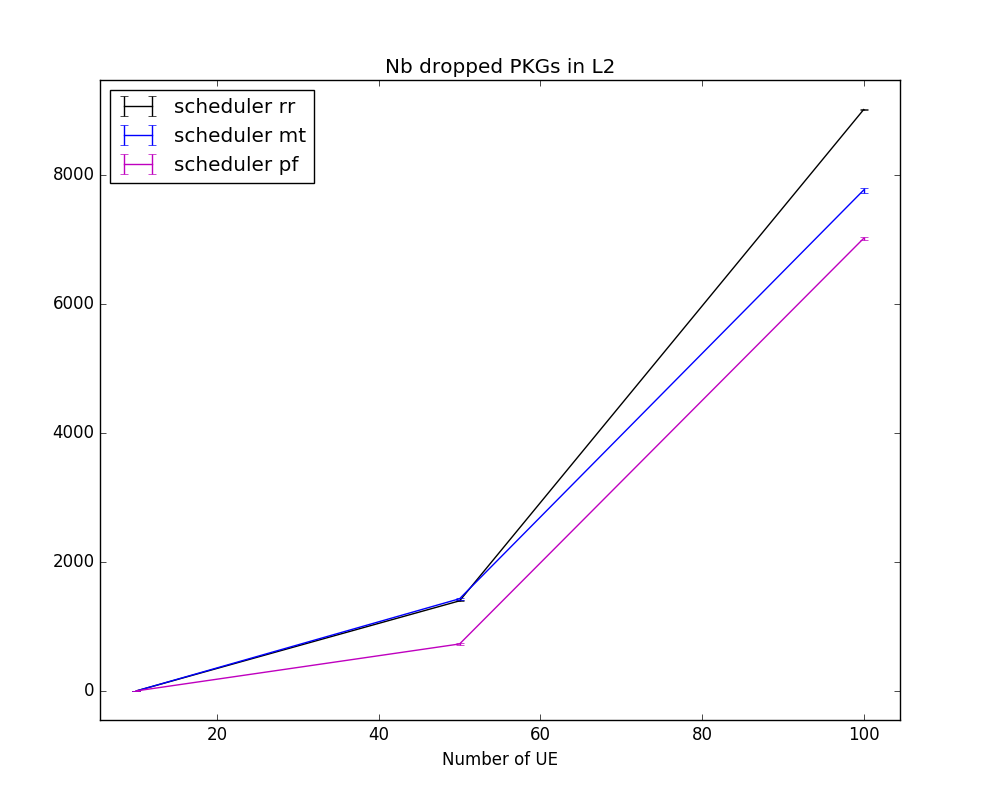 Nb dropped PKGs in L2
scheduler rr
scheduler mt
scheduler pf
8000
6000
4000
2000
0
20 40 60 80 100
Number of UE